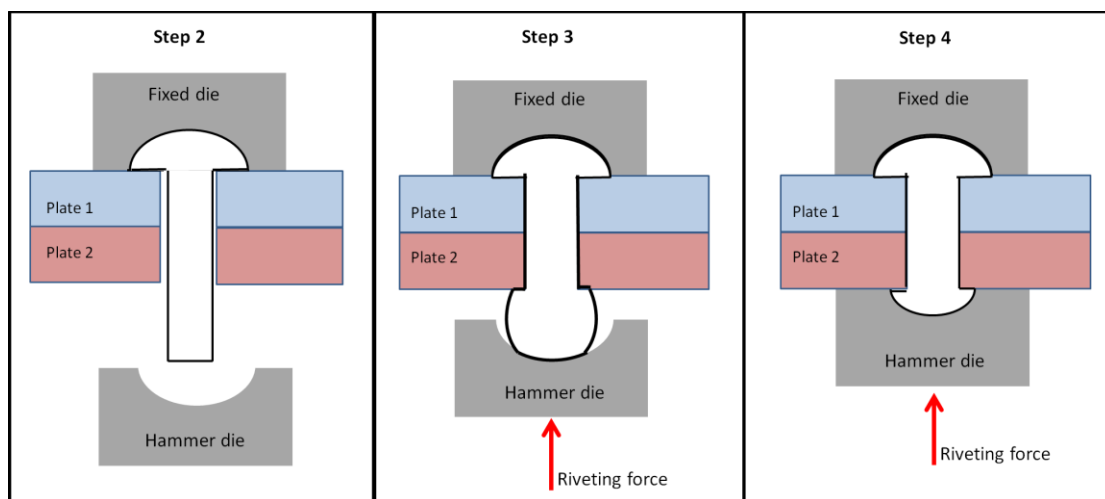 Step 2
Fixed die
Plate 1
Plate 2
Hammer die
Step 3
Fixed die
Plate 1
Plate 2
Hammer die
Riveting force
Step 4
Fixed die
Plate 1
Plate 2
Hammer die
Riveting force